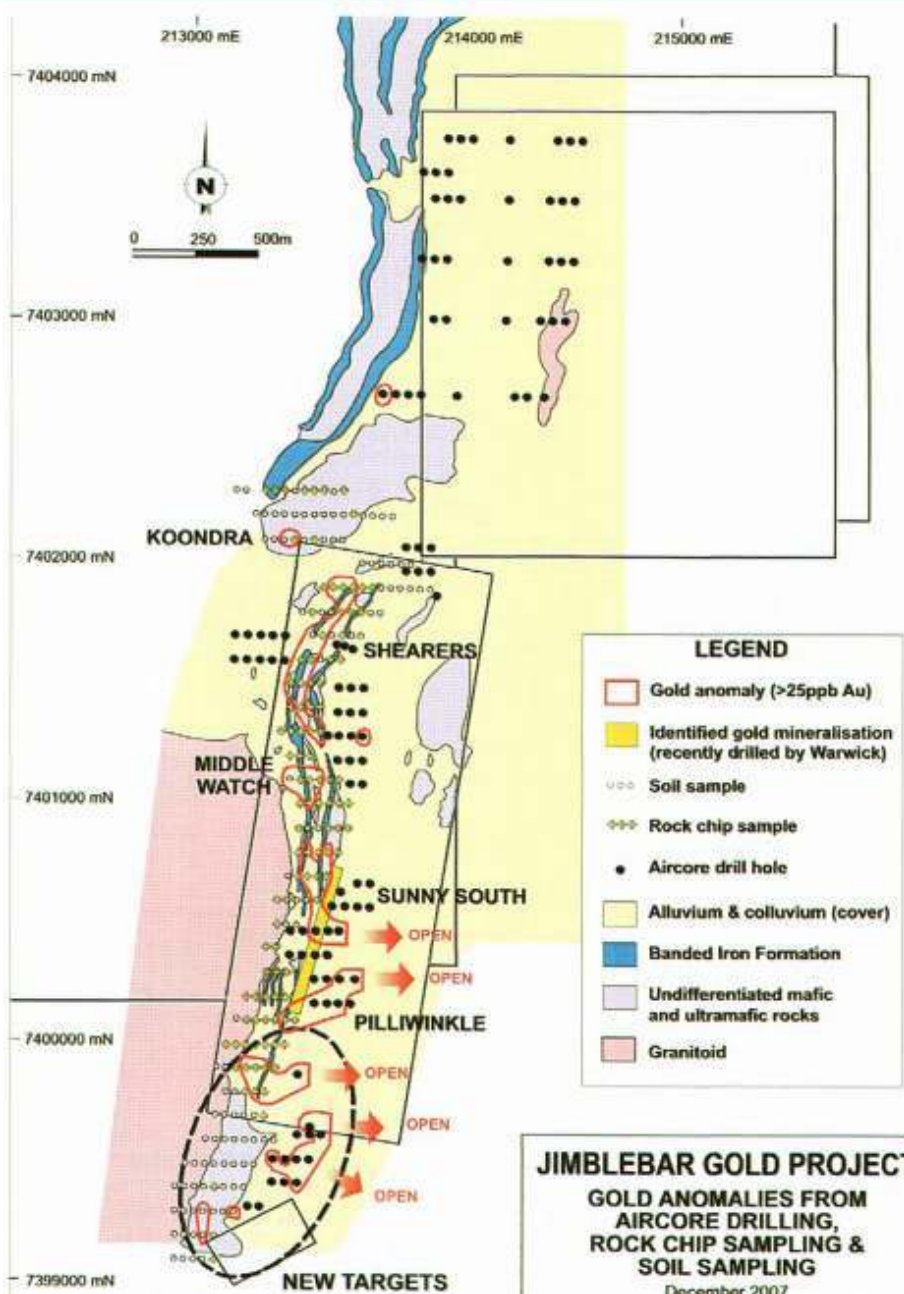 213000 mE
214000 mE
215000 mE
7404000 mN
N
0 250 500m
7403000 mN
KOONDRA
7402000 mN
SHEARERS
MIDDLE
WATCH
7401000 mN
SUNNY SOUTH
OPEN
OPEN
PILLIWINKLE
7400000 mN
OPEN
OPEN
OPEN
NEW TARGETS
7399000 mN
LEGEND
Gold anomaly (>25ppb Au)
Identified gold mineralisation
(recently drilled by Warwick)
Soil sample
Rock chip sample
Aircore drill hole
Alluvium & colluvium (cover)
Banded Iron Formation
Undifferentiated mafic
and ultramafic rocks
Granitoid
JIMBLEBAR GOLD PROJECT
GOLD ANOMALIES FROM
AIRCORE DRILLING,
ROCK CHIP SAMPLING &
SOIL SAMPLING
December 2007